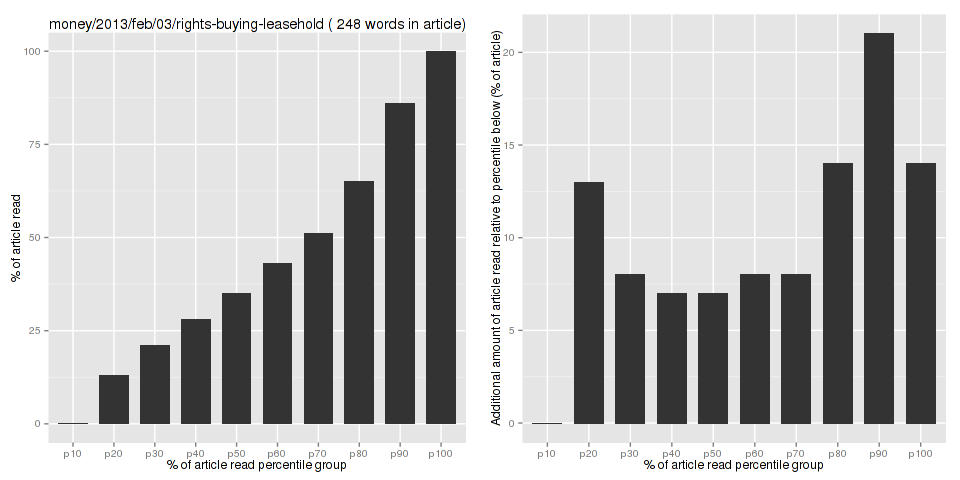 money/2013/feb/03/rights-buying-leasehold ( 248 words in article)
% of article read
100
75
50
25
0
p10 p20 p30 p40 p50 p60 p70 p80 p90 p100
% of article read percentile group
Additional amount of article read relative to percentile below (% of article)
20
15
10
5
0
p10 p20 p30 p40 p50 p60 p70 p80 p90 p100
% of article read percentile group